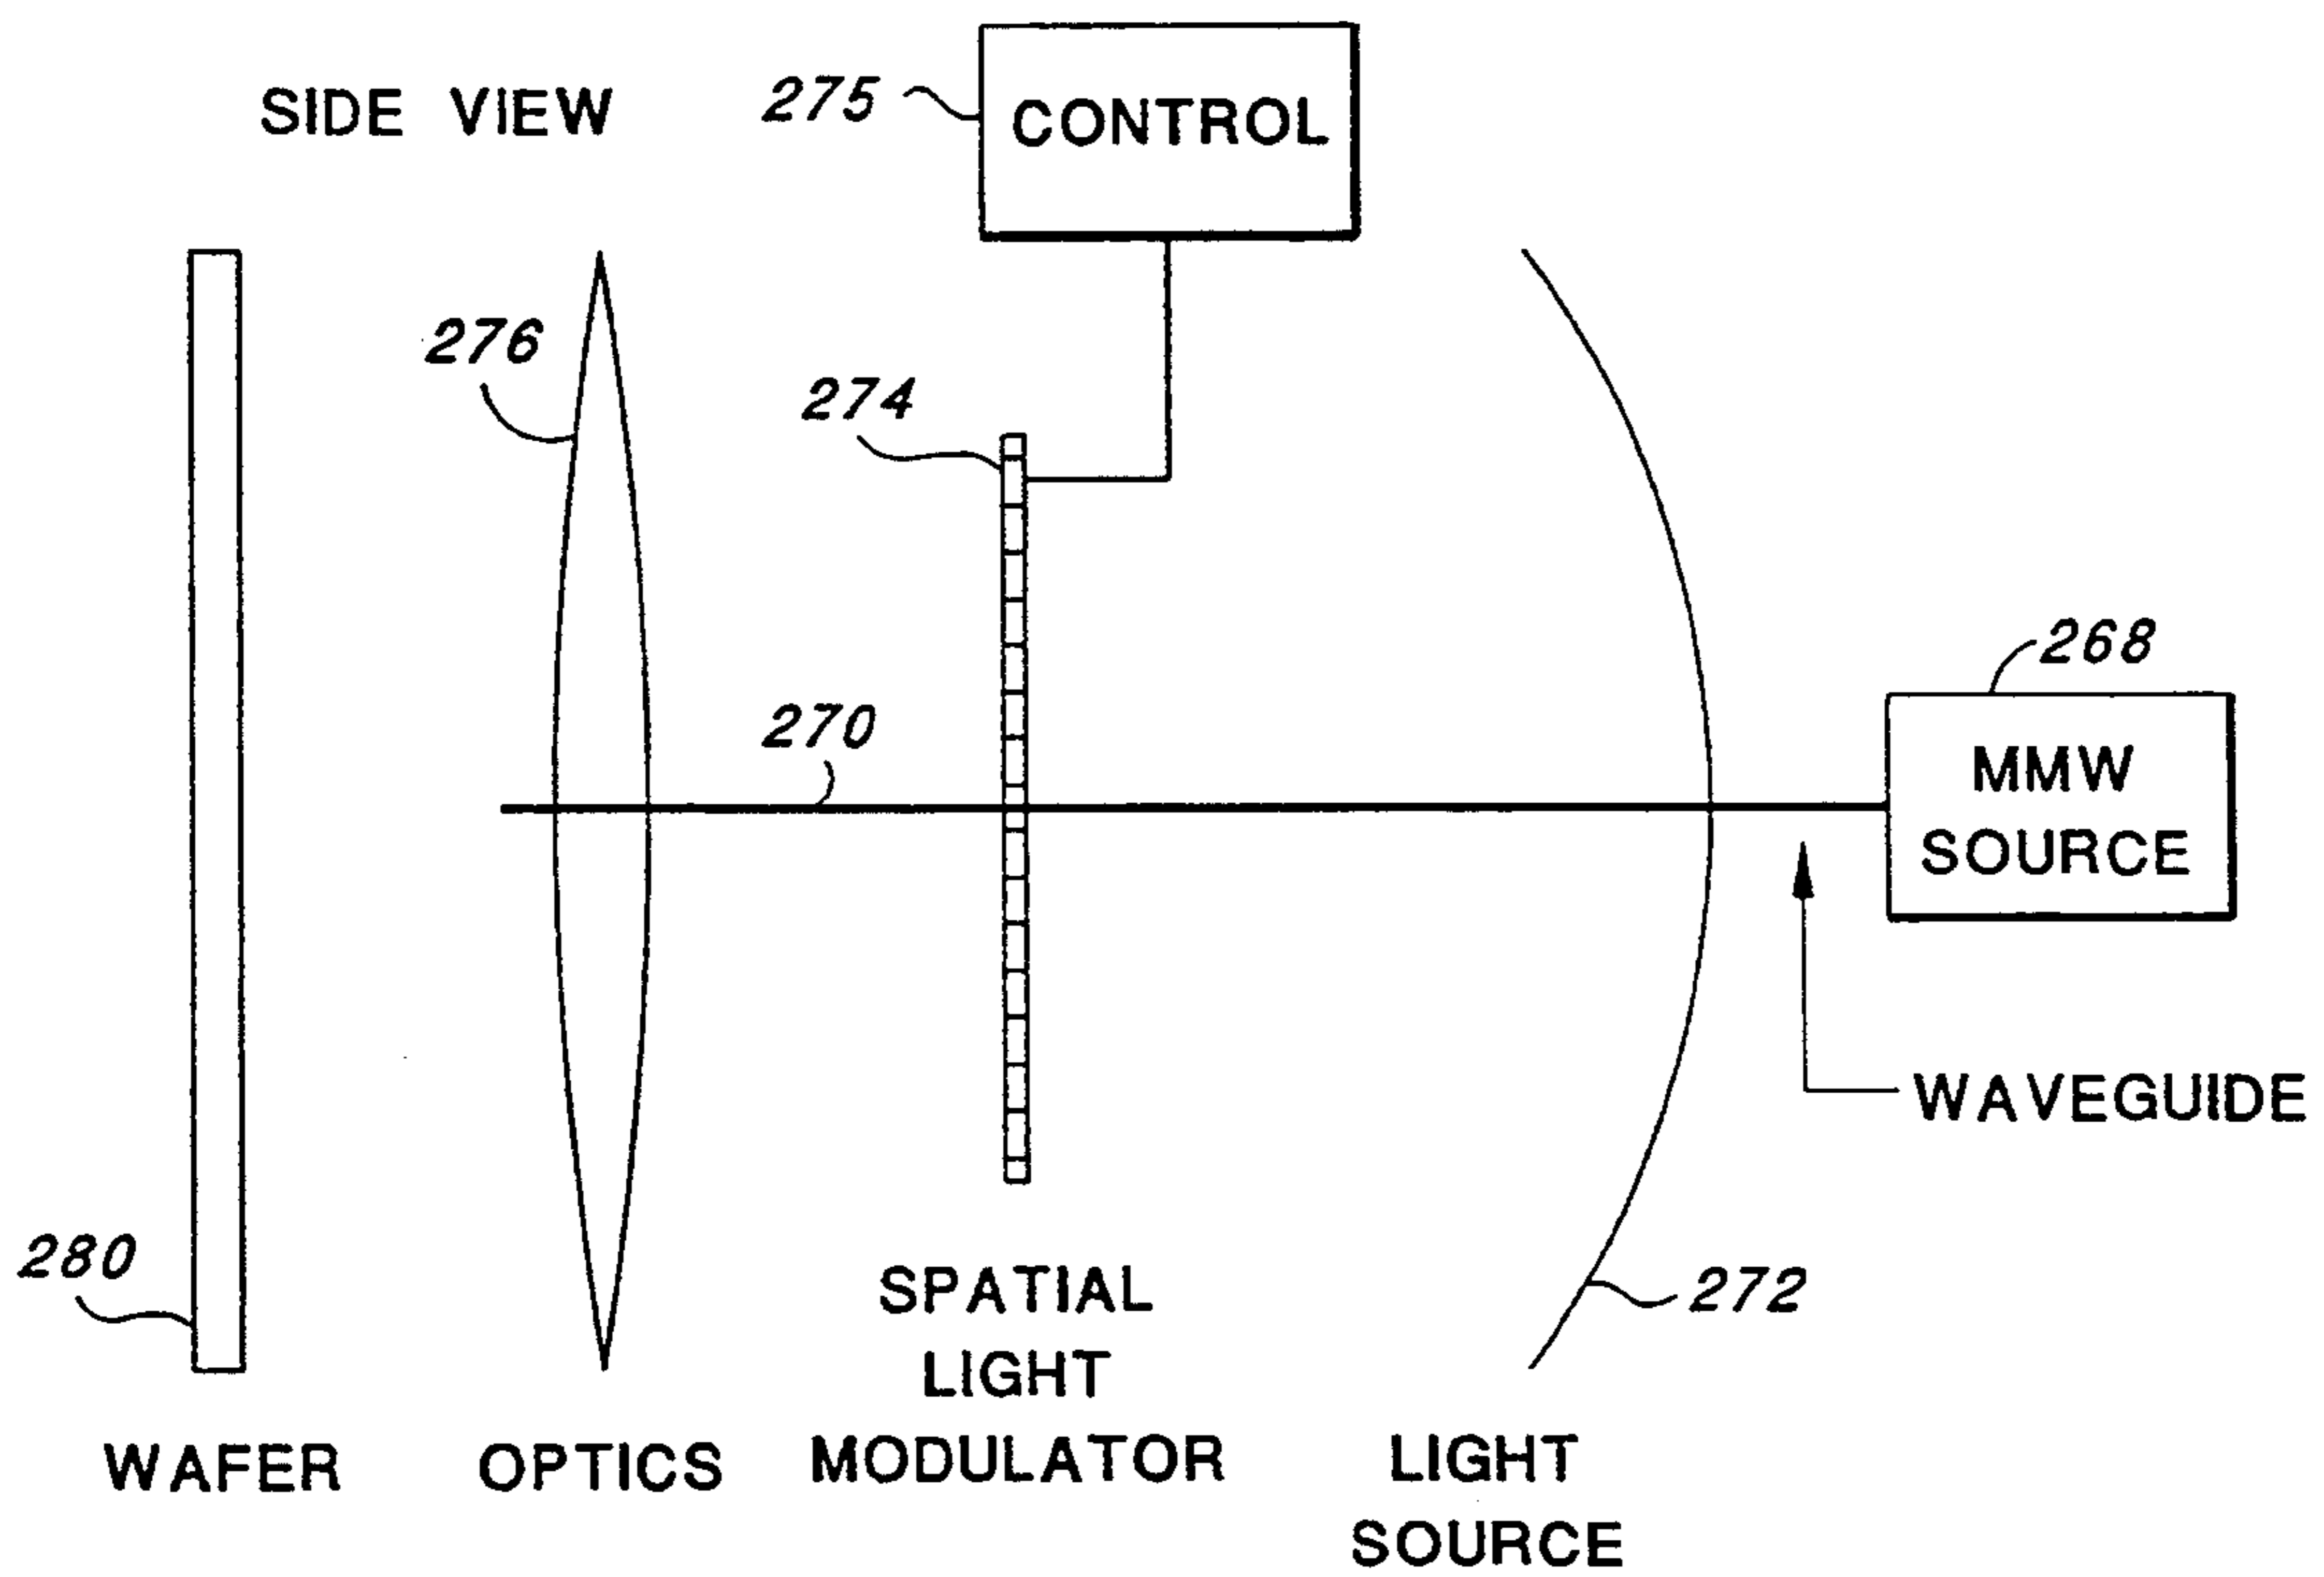 SIDE VIEW
275
CONTROL
276
274
270
268
MMW
SOURCE
WAVEGUIDE
280
272
WAFER
OPTICS
SPATIAL
LIGHT
MODULATOR
LIGHT
SOURCE